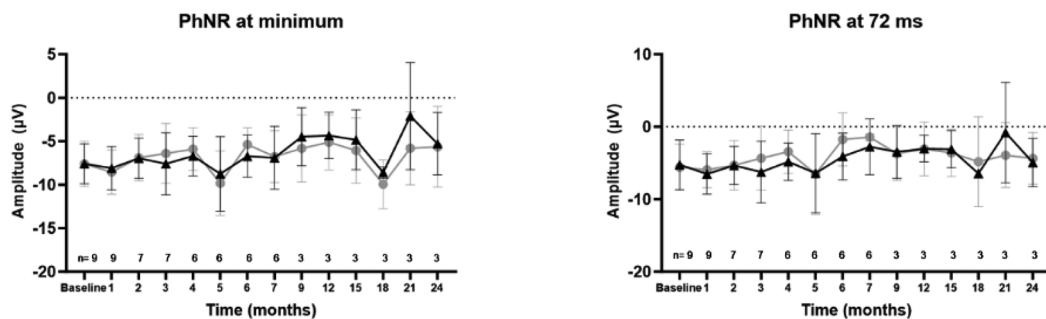 PhNR at minimum
5
0
-5
-10
-15
-20
Amplitude (µV)
n= 9 9 7 7 6 6 6 6 3 3 3 3 3 3
Baseline 1 2 3 4 5 6 7 9 12 15 18 21 24
Time (months)
PhNR at 72 ms
10
0
-10
-20
Amplitude (µV)
n= 9 9 7 7 6 6 6 6 3 3 3 3 3 3
Baseline 1 2 3 4 5 6 7 9 12 15 18 21 24
Time (months)